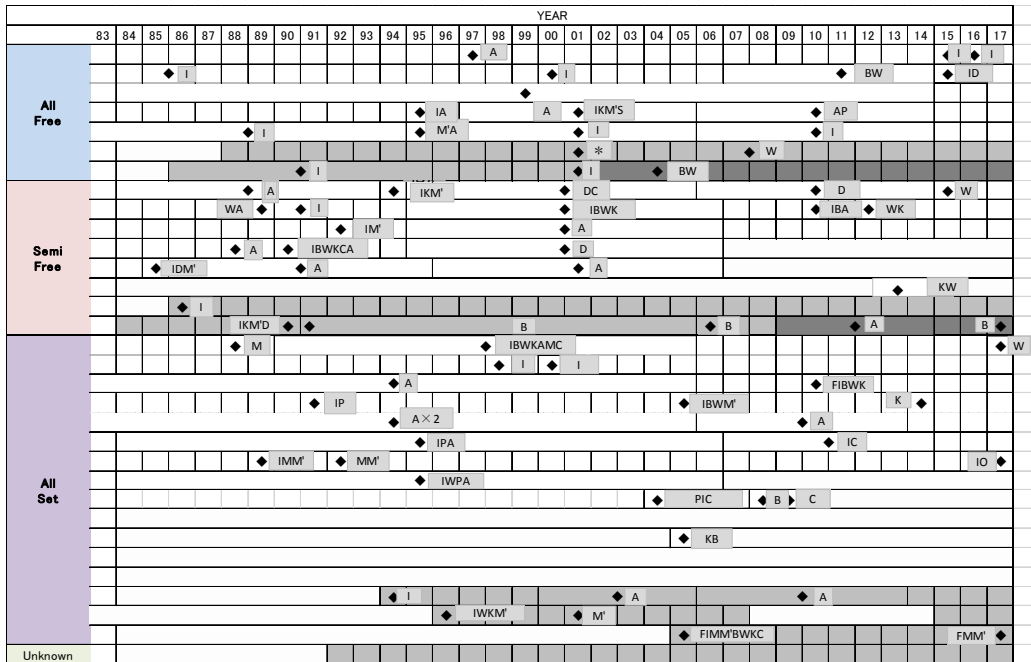 YEAR
83 84 85 86 87 88 89 90 91 92 93 94 95 96 97 98 99 00 01 02 03 04 05 06 07 08 09 10 11 12 13 14 15 16 17
A I I
I I BW ID
All
Free
IA A IKM'S AP
I M'A I I
* W
I I BW
A IKM' DC D W
WA I IBWK IBA WK
IM' A
Semi
Free
A IBWKCA D
IDM' A A
KW
I
IKM'D B B A B
M IBWKAMC W
I I
A FIBWK
IP IBWM' K
A×2 A
IPA IC
IMM' MM' IO
All
Set
IWPA
PIC B C
KB
I A A
IWKM' M'
FIMM'BWKC FMM'
Unknown